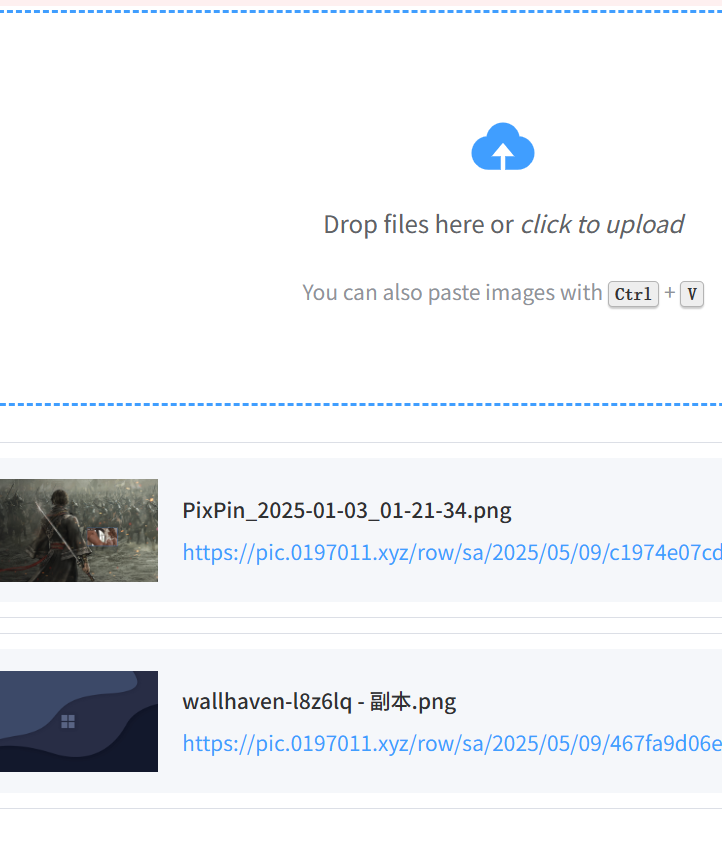 Drop files here or click to upload
You can also paste images with Ctrl + V
PixPin_2025-01-03_01-21-34.png
https://pic.0197011.xyz/row/sa/2025/05/09/c1974e07cd
wallhaven-l8z6lq - 副本.png
https://pic.0197011.xyz/row/sa/2025/05/09/467fa9d06e